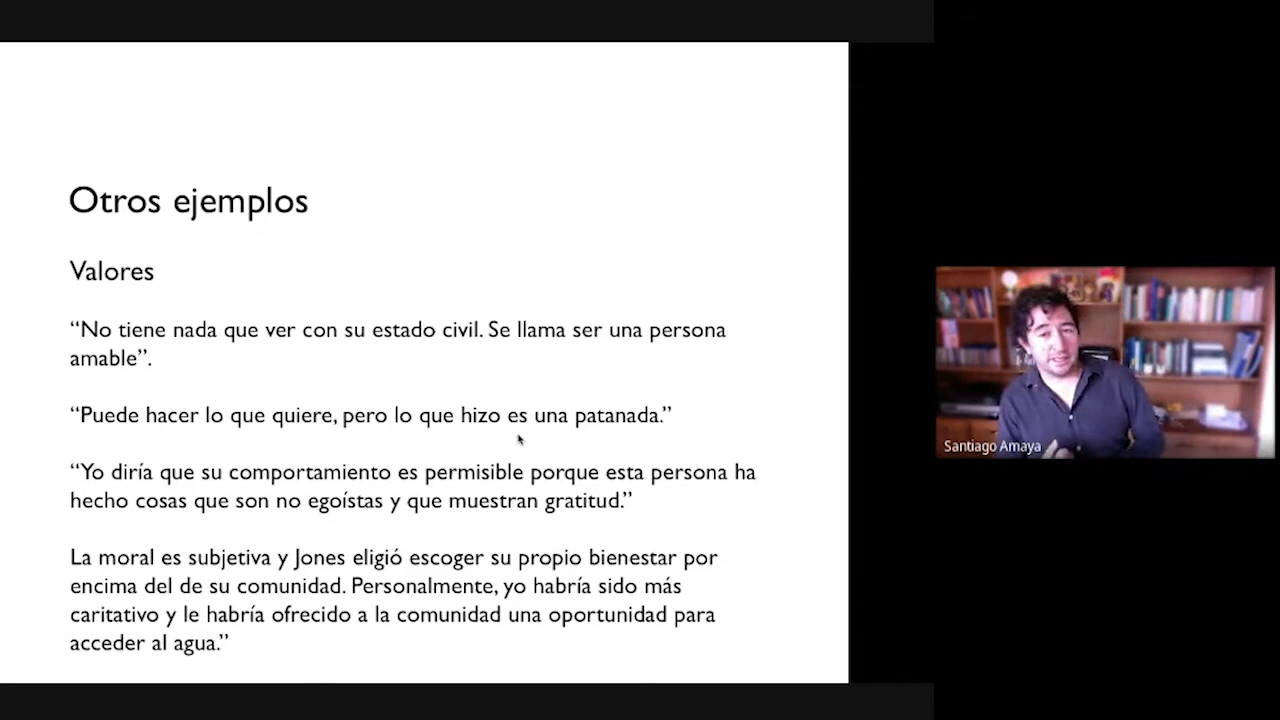 Otros ejemplos
Valores
“No tiene nada que ver con su estado civil. Se llama ser una persona
amable”.
“Puede hacer lo que quiere, pero lo que hizo es una patanada.”
“Yo diría que su comportamiento es permisible porque esta persona ha
hecho cosas que son no egoístas y que muestran gratitud.”
La moral es subjetiva y Jones eligió escoger su propio bienestar por
encima del de su comunidad. Personalmente, yo habría sido más
caritativo y le habría ofrecido a la comunidad una oportunidad para
acceder al agua.”
Santiago Amaya